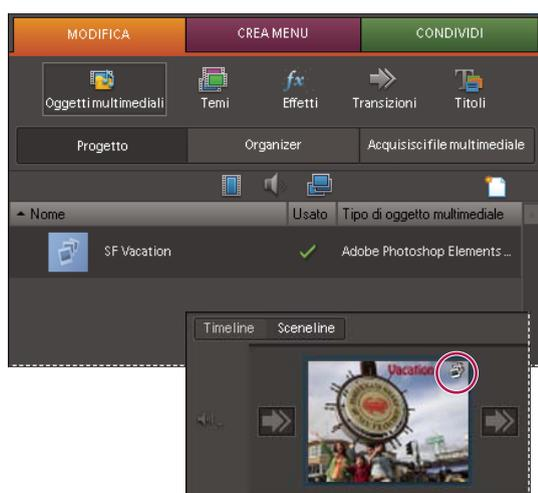 MODIFICA CREA MENU CONDIVIDI
Oggetti multimediali Temi Effetti Transizioni Titoli
Progetto Organizer Acquisisci file multimediale
Nome Usato Tipo di oggetto multimediale
SF Vacation Adobe Photoshop Elements ...
Timeline Sceneline
Vacation